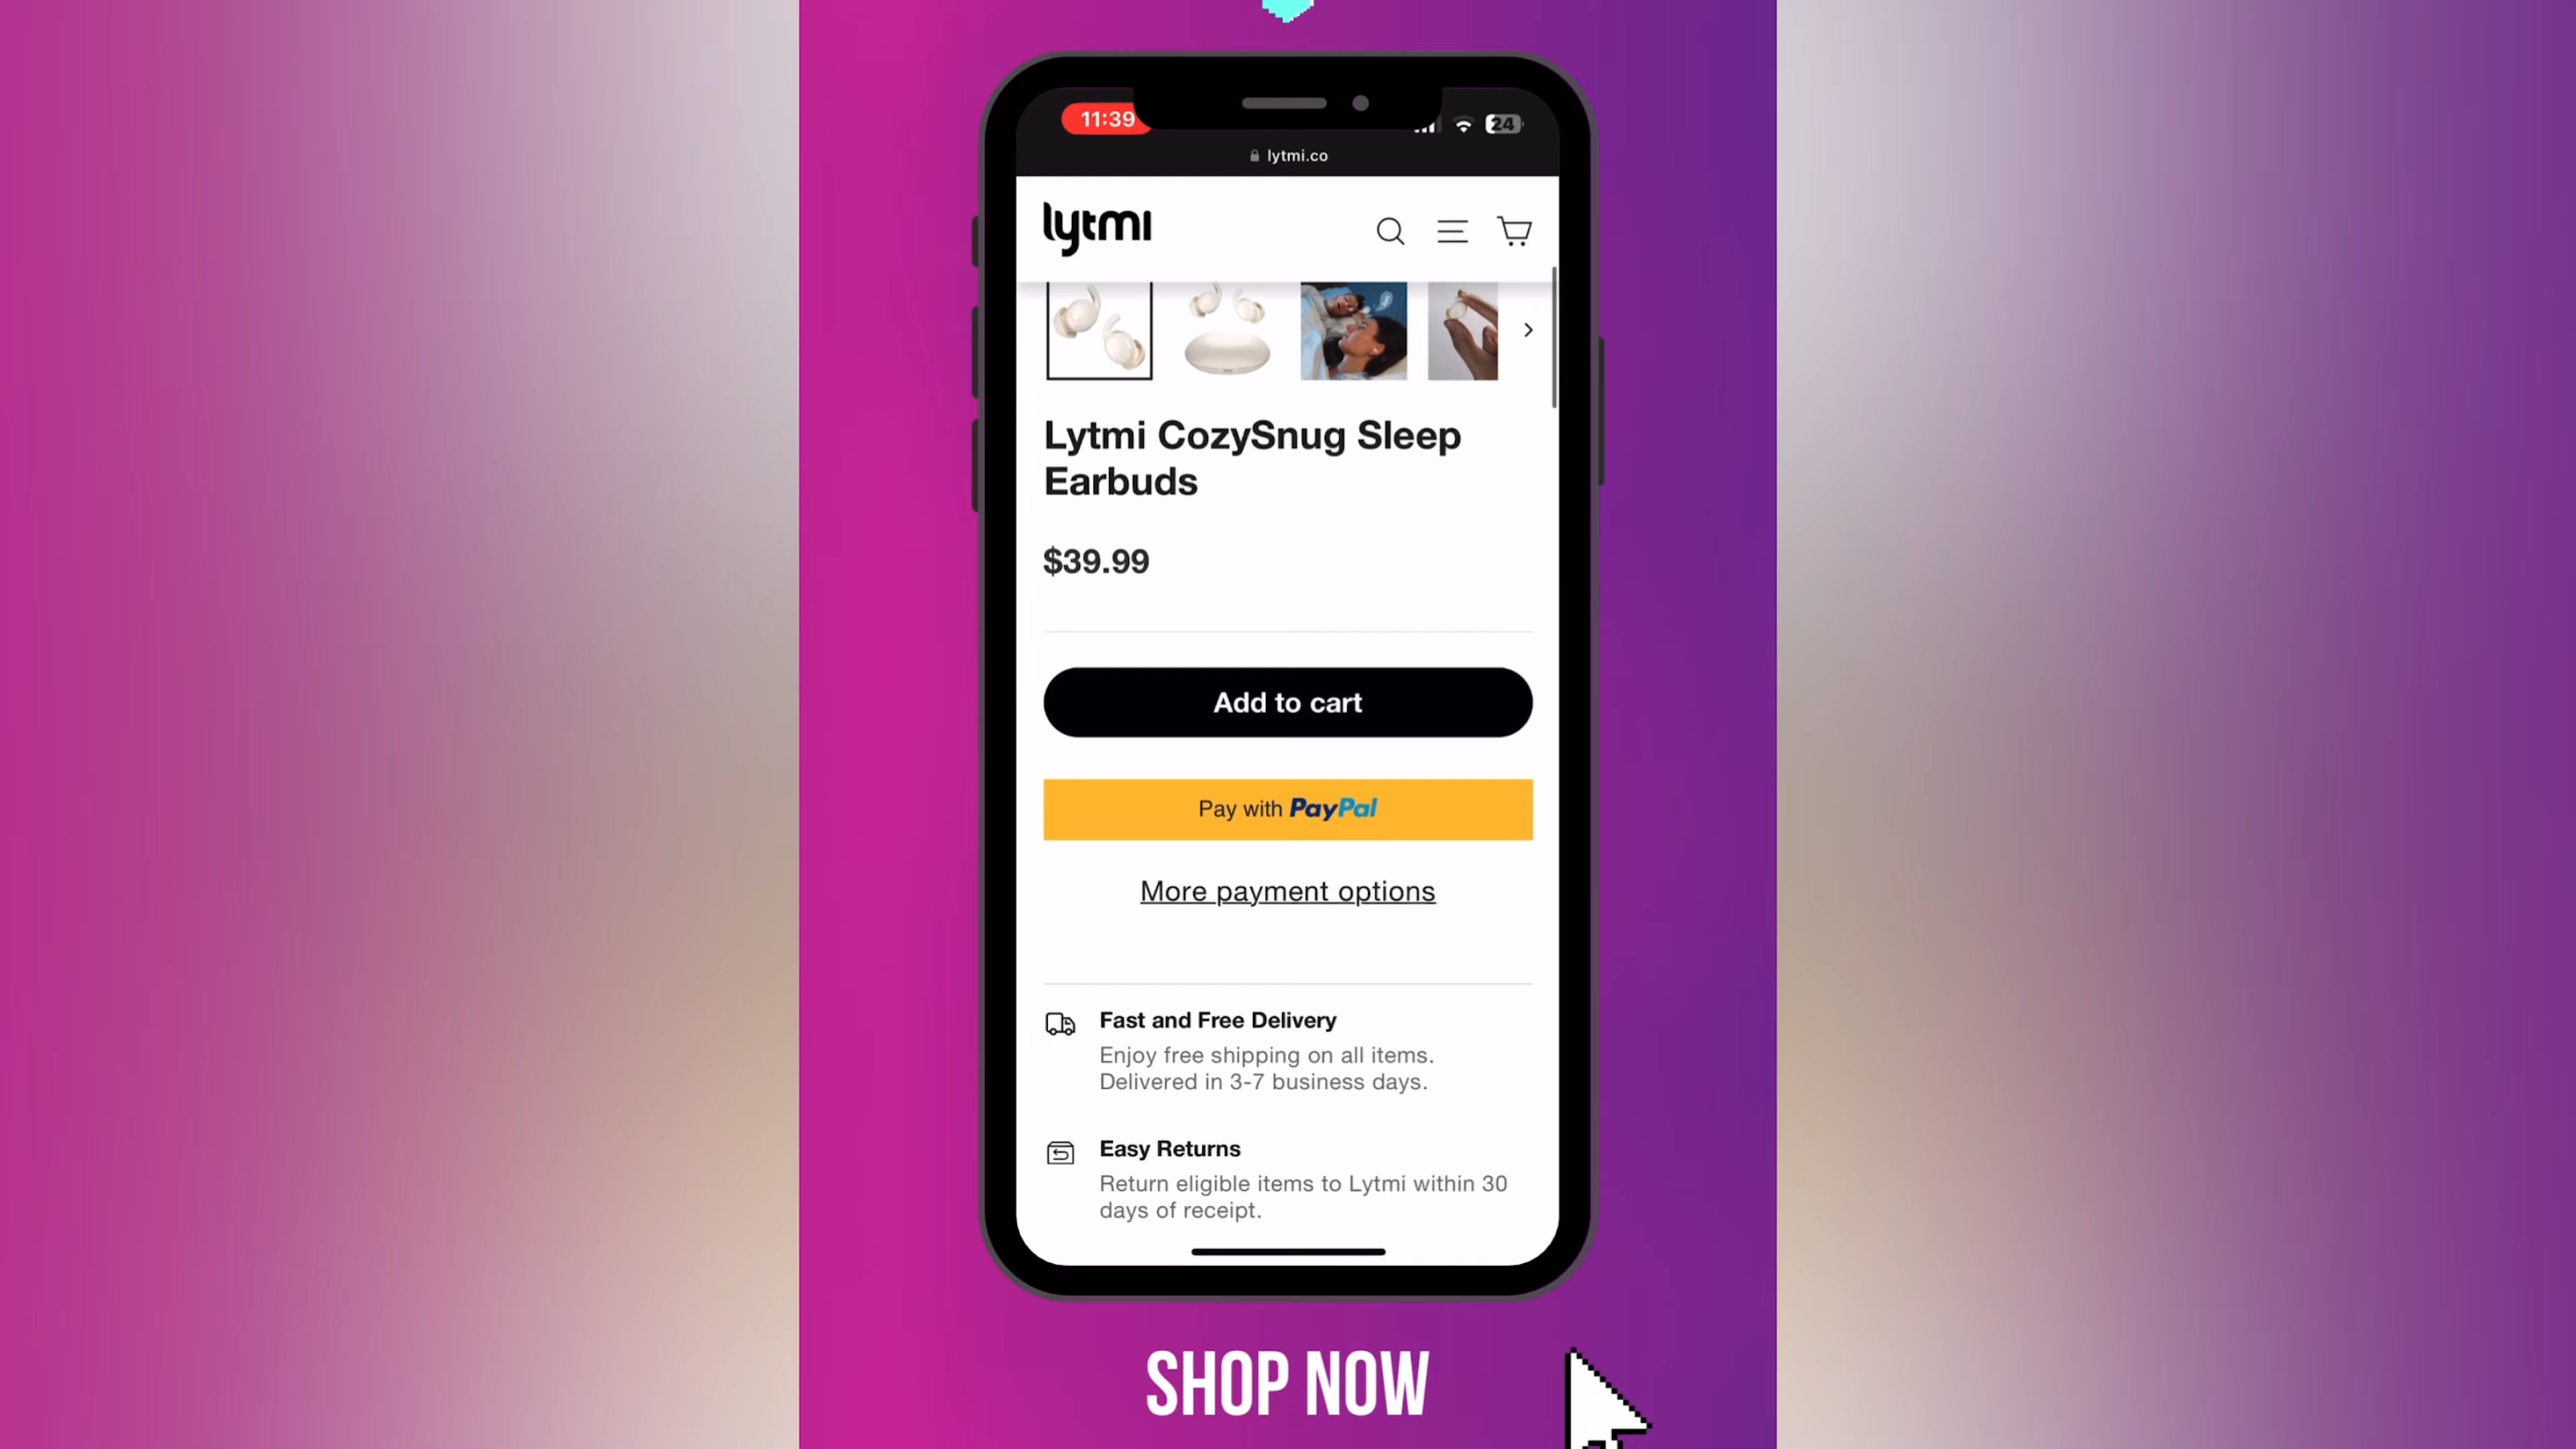 11:39
24
lytmi.co
lytmi
Lytmi CozySnug Sleep
Earbuds
$39.99
Add to cart
Pay with PayPal
More payment options
Fast and Free Delivery
Enjoy free shipping on all items.
Delivered in 3-7 business days.
Easy Returns
Return eligible items to Lytmi within 30
days of receipt.
SHOP NOW